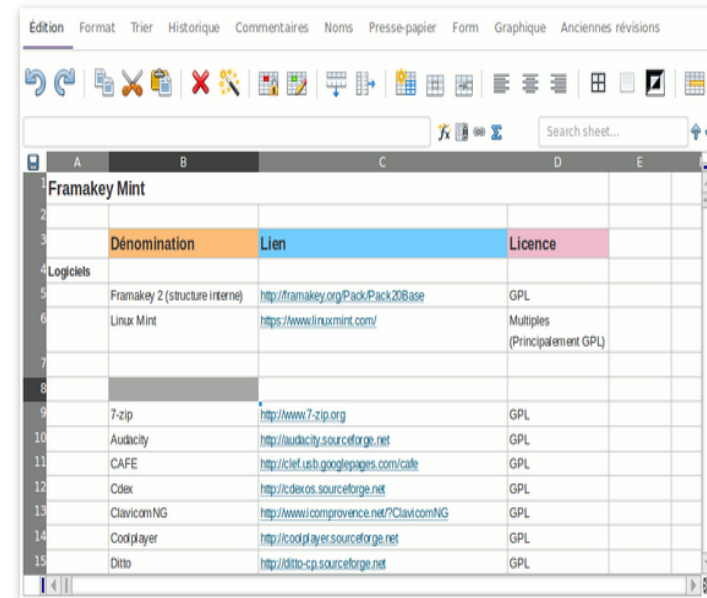 Édition Format Trier Historique Commentaires Noms Presse-papier Form Graphique Anciennes révisions
Search sheet...
A B C D E
1 Framakey Mint
2
3 Dénomination Lien Licence
4 Logiciels
5 Framakey 2 (structure interne) http://framakey.org/Pack/Pack20Base GPL
6 Linux Mint https://www.linuxmint.com/ Multiples
(Principalement GPL)
7
8
9 7-zip http://www.7-zip.org GPL
10 Audacity http://audacity.sourceforge.net GPL
11 CAFE http://clef.usb.googlepages.com/cafe GPL
12 Cdex http://cdexos.sourceforge.net GPL
13 ClavicomNG http://www.icomprovence.net/?ClavicomNG GPL
14 Coolplayer http://coolplayer.sourceforge.net GPL
15 Ditto http://ditto-cp.sourceforge.net GPL